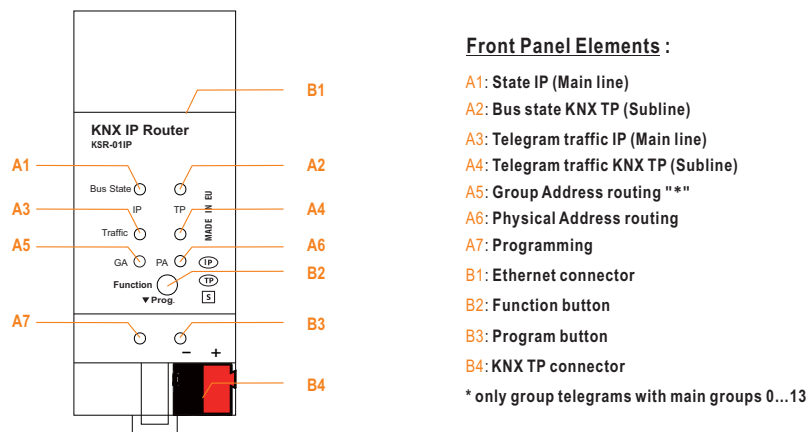 B1
KNX IP Router
KSR-01IP
A1
A2
Bus State
IP
TP
MADE IN EU
A3
A4
Traffic
A5
A6
GA
PA
IP
B2
Function
TP
▼Prog.
S
A7
B3
– +
B4
Front Panel Elements :
A1: State IP (Main line)
A2: Bus state KNX TP (Subline)
A3: Telegram traffic IP (Main line)
A4: Telegram traffic KNX TP (Subline)
A5: Group Address routing "*"
A6: Physical Address routing
A7: Programming
B1: Ethernet connector
B2: Function button
B3: Program button
B4: KNX TP connector
* only group telegrams with main groups 0...13